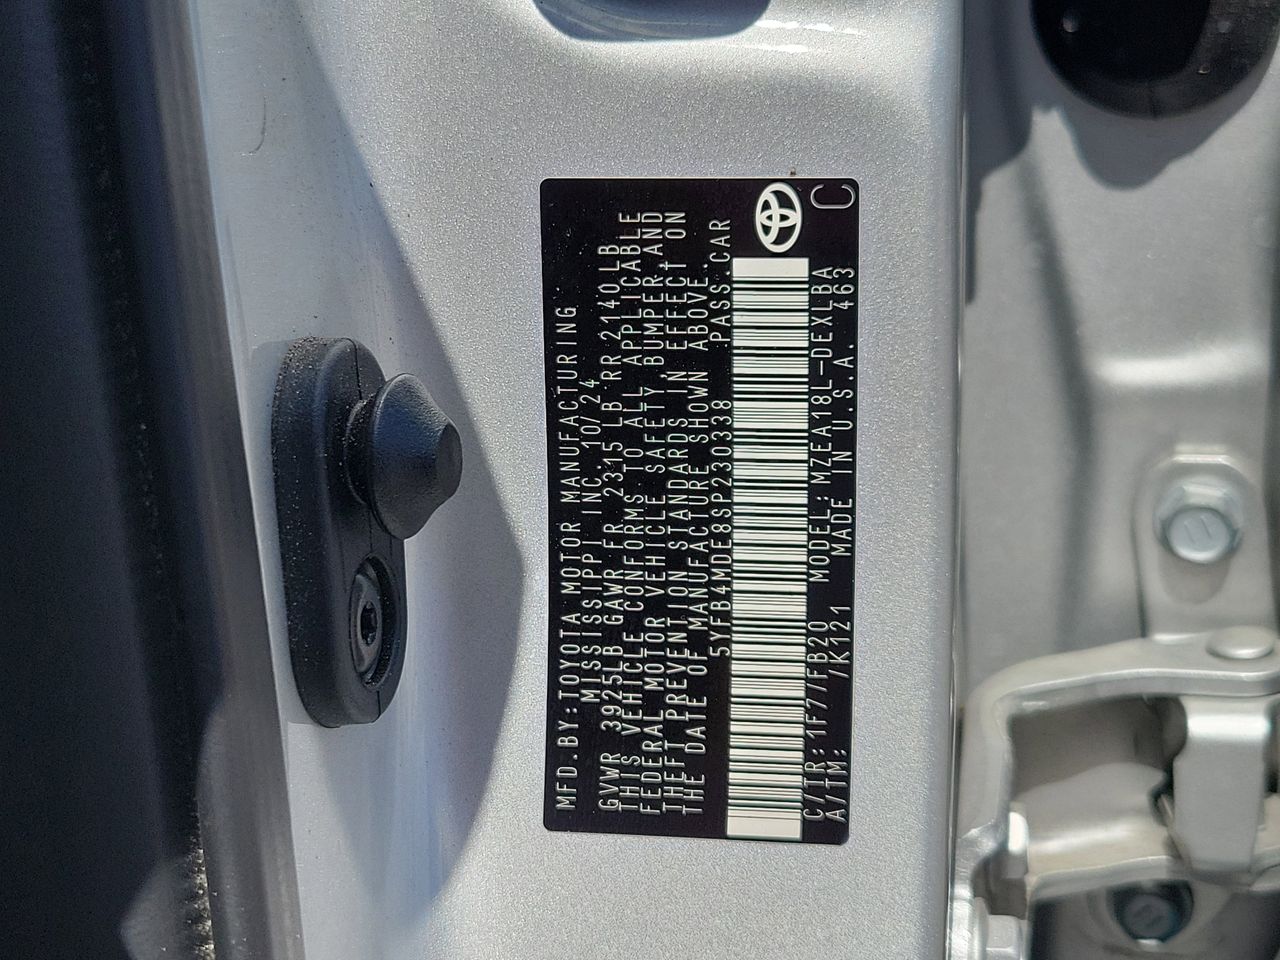 MFD.BY:TOYOTA MOTOR MANUFACTURING
MISSISSIPPI INC. 10/24
GVWR 3925LB GAWR FR 2315 LB RR 2140LB
THIS VEHICLE CONFORMS TO ALL APPLICABLE
FEDERAL MOTOR VEHICLE SAFETY, BUMPER, AND
THEFT PREVENTION STANDARDS IN EFFECT ON
THE DATE OF MANUFACTURE SHOWN ABOVE.
5YFB4MDE8SP230338 PASS.CAR
C/TR: 1F7/FB20 MODEL: MZEA18L-DEXLBA
A/TM: /K121 MADE IN U.S.A. 463
C